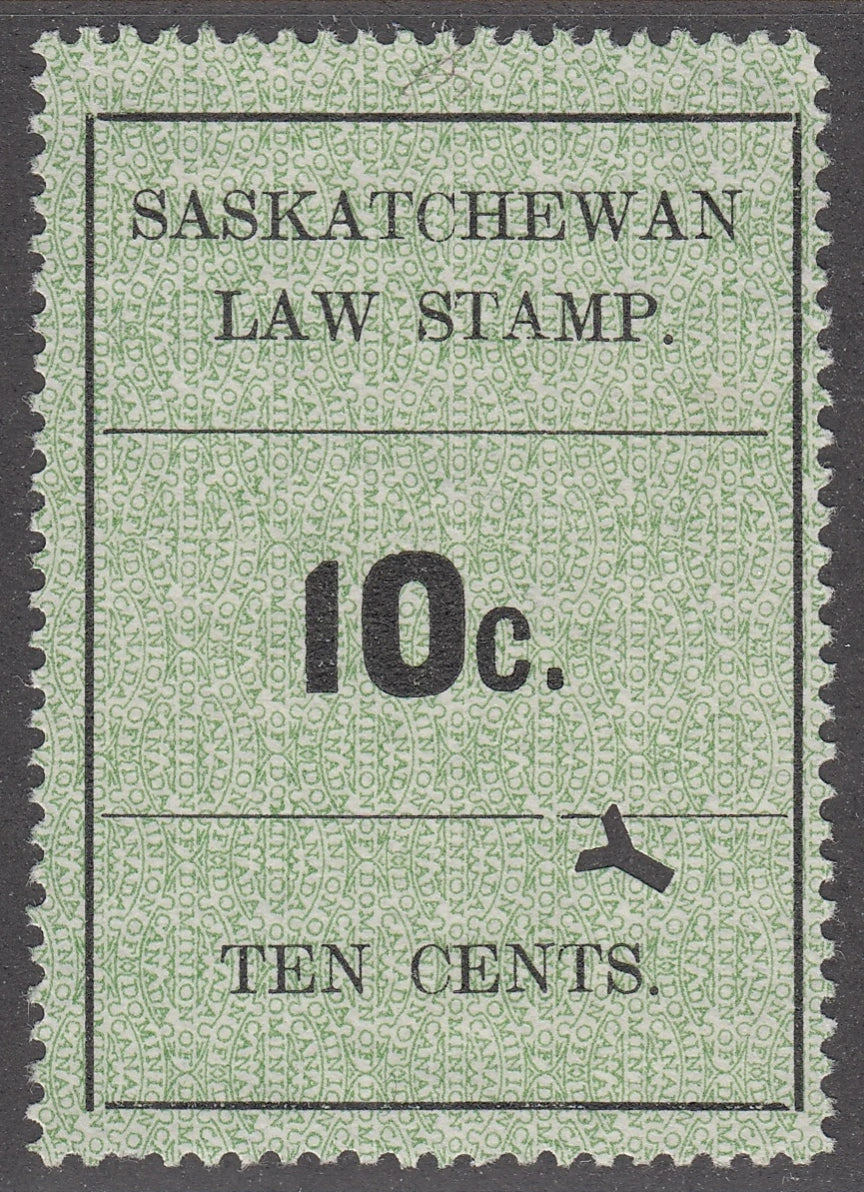 SASKATCHEWAN
LAW STAMP.
10c.
TEN CENTS.